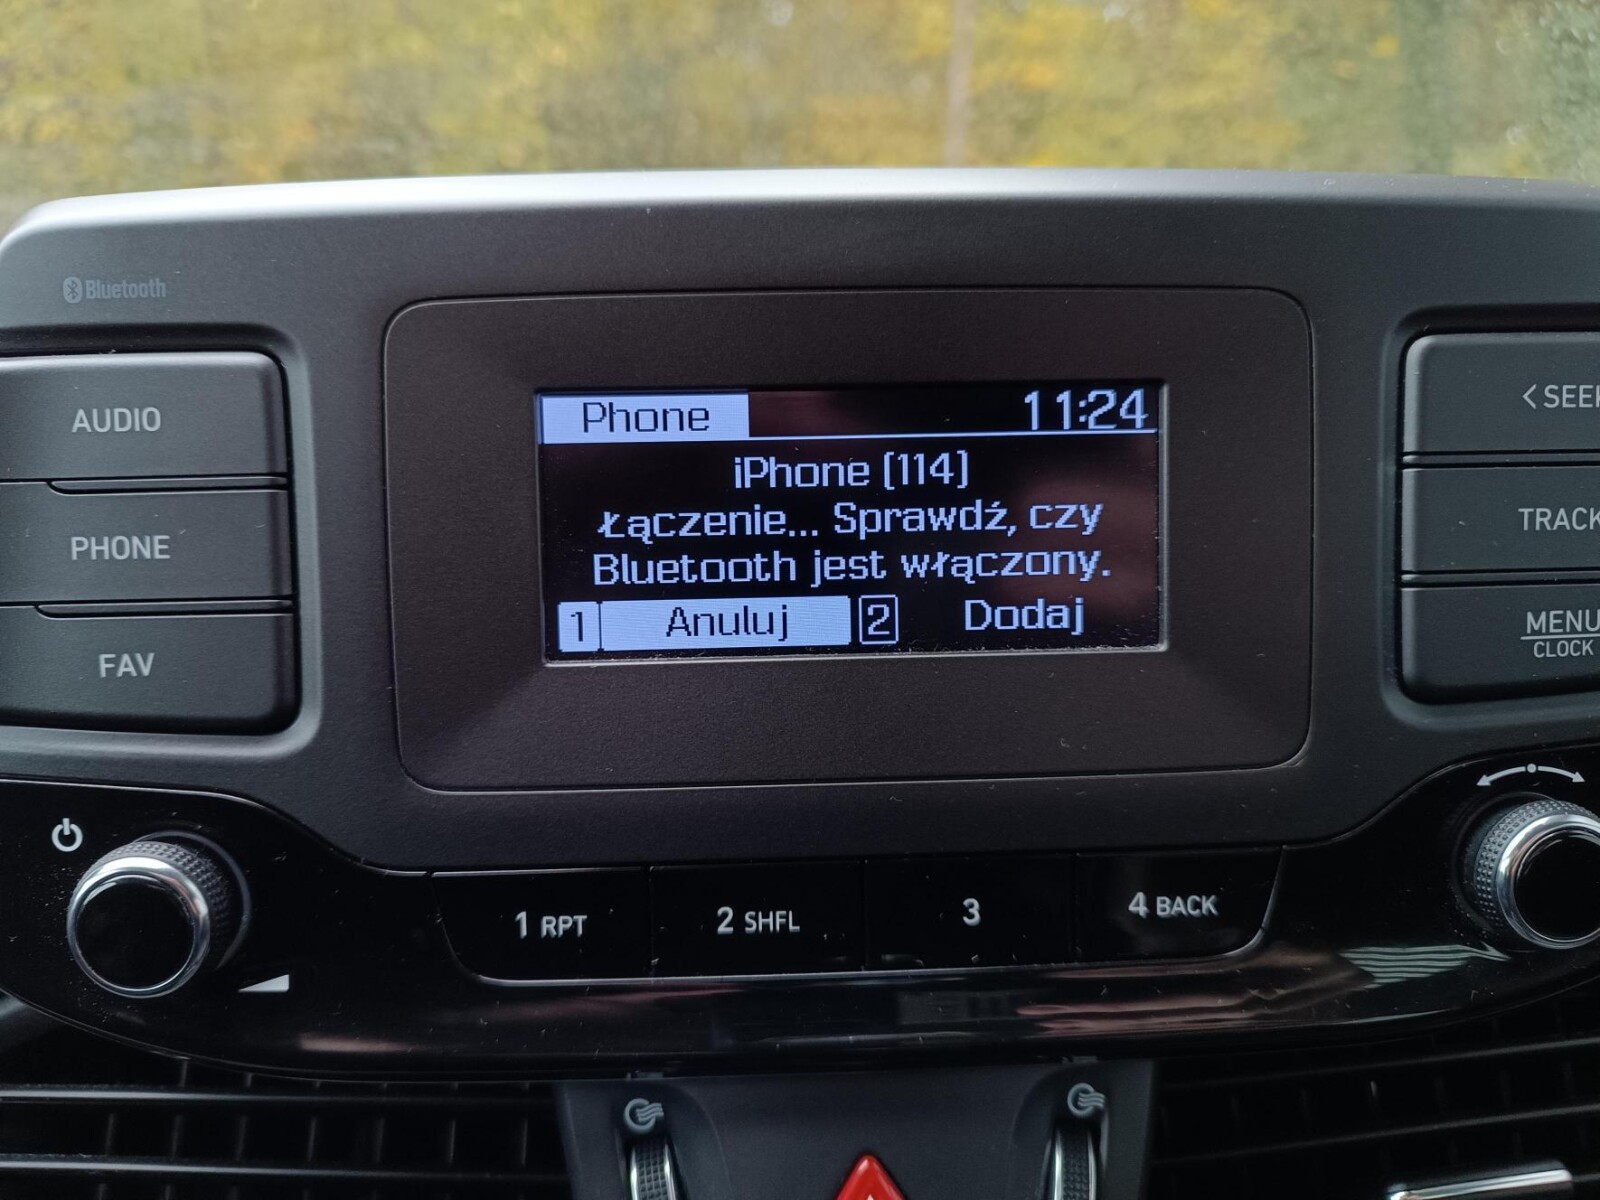 Bluetooth
AUDIO
PHONE
FAV
Phone 11:24
iPhone (114)
Łączenie... Sprawdź, czy
Bluetooth jest włączony.
1 Anuluj 2 Dodaj
< SEEK
TRACK
MENU
CLOCK
1 RPT
2 SHFL
3
4 BACK